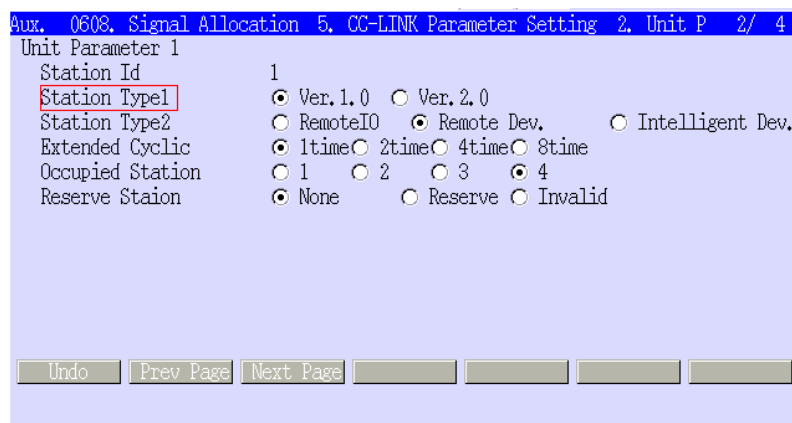 Aux. 0608. Signal Allocation 5. CC-LINK Parameter Setting 2. Unit P 2/ 4
Unit Parameter 1
Station Id 1
Station Type1 Ver.1.0 Ver.2.0
Station Type2 RemoteIO Remote Dev. Intelligent Dev.
Extended Cyclic 1time 2time 4time 8time
Occupied Station 1 2 3 4
Reserve Staion None Reserve Invalid
Undo Prev Page Next Page